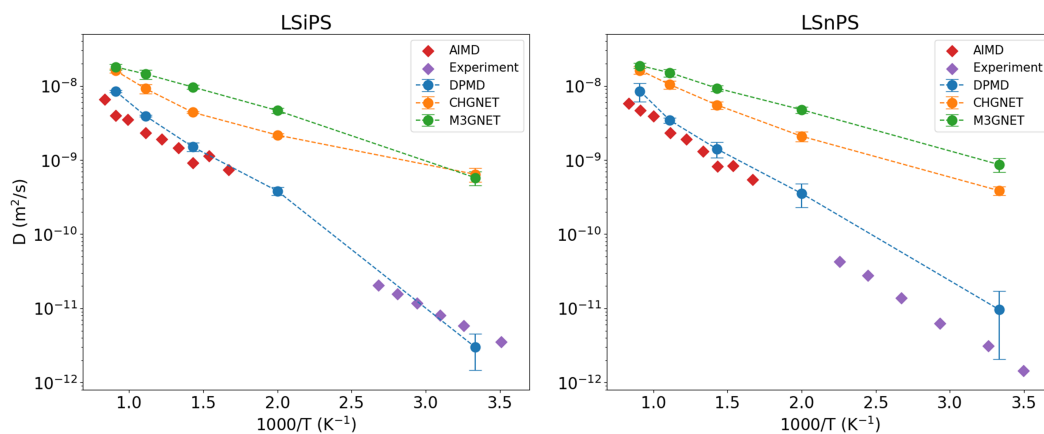 LSiPS
D (m²/s)
10⁻⁸
10⁻⁹
10⁻¹⁰
10⁻¹¹
10⁻¹²
AIMD
Experiment
DPMD
CHGNET
M3GNET
1.0 1.5 2.0 2.5 3.0 3.5
1000/T (K⁻¹)
LSnPS
10⁻⁸
10⁻⁹
10⁻¹⁰
10⁻¹¹
10⁻¹²
AIMD
Experiment
DPMD
CHGNET
M3GNET
1.0 1.5 2.0 2.5 3.0 3.5
1000/T (K⁻¹)